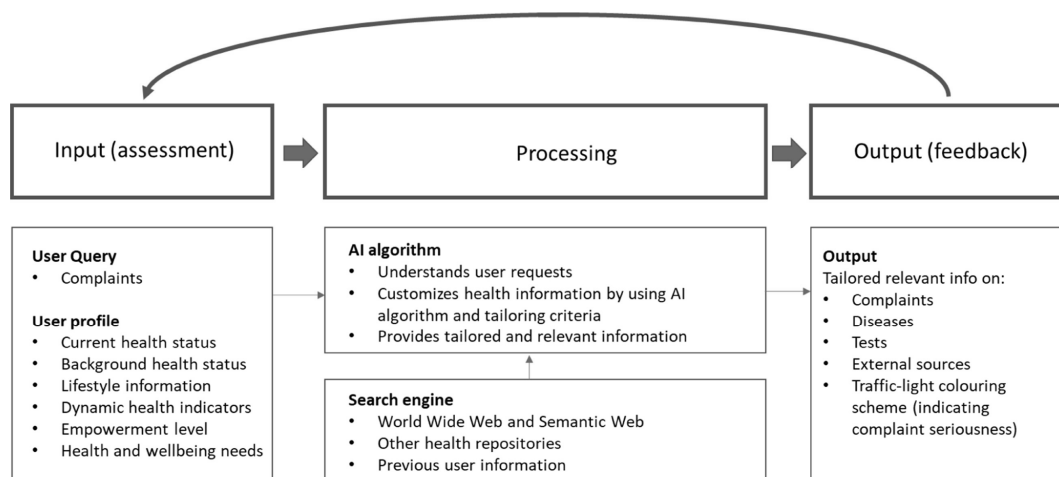 Input (assessment)
Processing
Output (feedback)
User Query
• Complaints
User profile
• Current health status
• Background health status
• Lifestyle information
• Dynamic health indicators
• Empowerment level
• Health and wellbeing needs
AI algorithm
• Understands user requests
• Customizes health information by using AI
algorithm and tailoring criteria
• Provides tailored and relevant information
Search engine
• World Wide Web and Semantic Web
• Other health repositories
• Previous user information
Output
Tailored relevant info on:
• Complaints
• Diseases
• Tests
• External sources
• Traffic-light colouring
scheme (indicating
complaint seriousness)